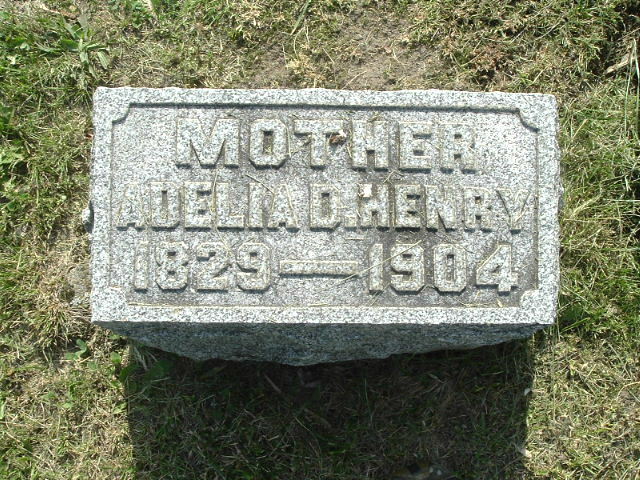 MOTHER
ADELIA D. HENRY
1829—1904